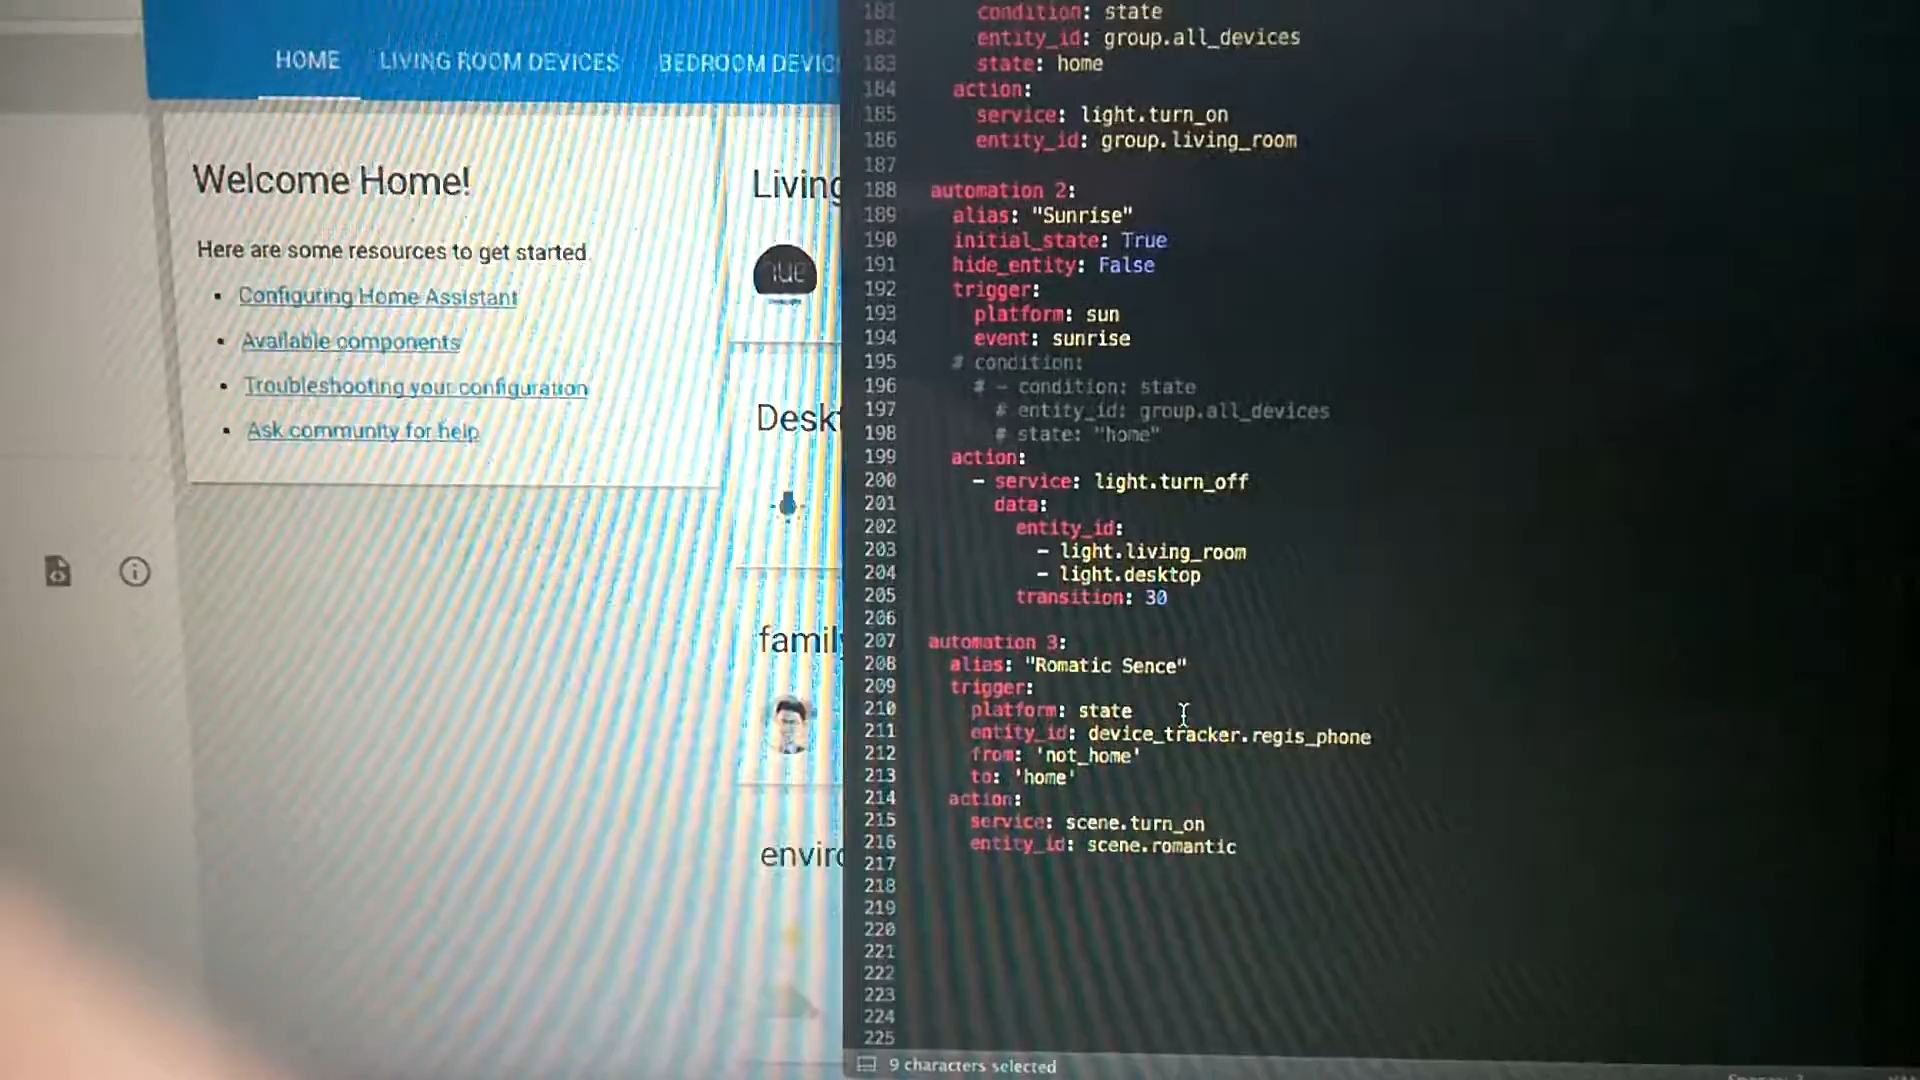 HOME LIVING ROOM DEVICES BEDROOM
Welcome Home!
Here are some resources to get started.
Configuring Home Assistant
Available components
Troubleshooting your configuration
Ask community for help
181 condition: state
182 entity_id: group.all_devices
183 state: home
184 action:
185 service: light.turn_on
186 entity_id: group.living_room
187
188 automation 2:
189 alias: "Sunrise"
190 initial_state: True
191 hide_entity: False
192 trigger:
193 platform: sun
194 event: sunrise
195 # condition:
196 # - condition: state
197 # entity_id: group.all_devices
198 # state: "home"
199 action:
200 - service: light.turn_off
201 data:
202 entity_id:
203 - light.living_room
204 - light.desktop
205 transition: 30
206
207 automation 3:
208 alias: "Romatic Sence"
209 trigger:
210 platform: state
211 entity_id: device_tracker.regis_phone
212 from: 'not_home'
213 to: 'home'
214 action:
215 service: scene.turn_on
216 entity_id: scene.romantic
217
218
219
220
221
222
223
224
225
9 characters selected